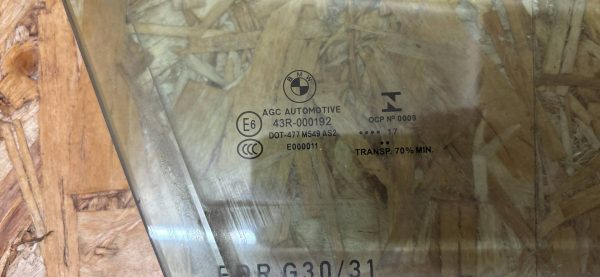 BMW
AGC AUTOMOTIVE
E6 43R-000192
DOT-477 M549 AS2
CCC E000011
OCP Nº 0009
•••• 17
••
TRANSP. 70% MIN.
G30/31